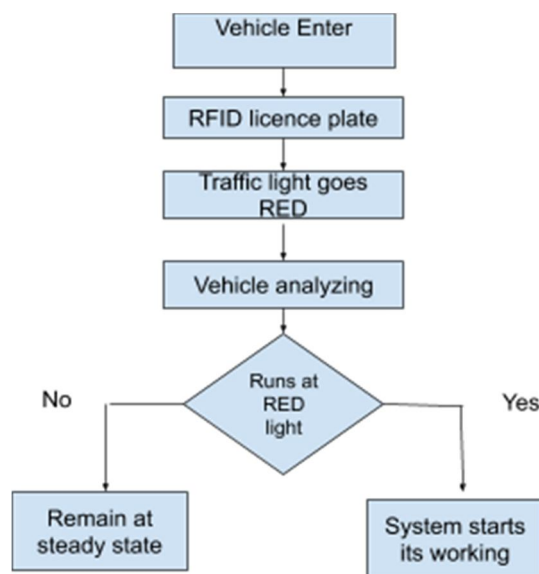 Vehicle Enter
RFID licence plate
Traffic light goes
RED
Vehicle analyzing
Runs at
RED
light
No
Yes
Remain at
steady state
System starts
its working